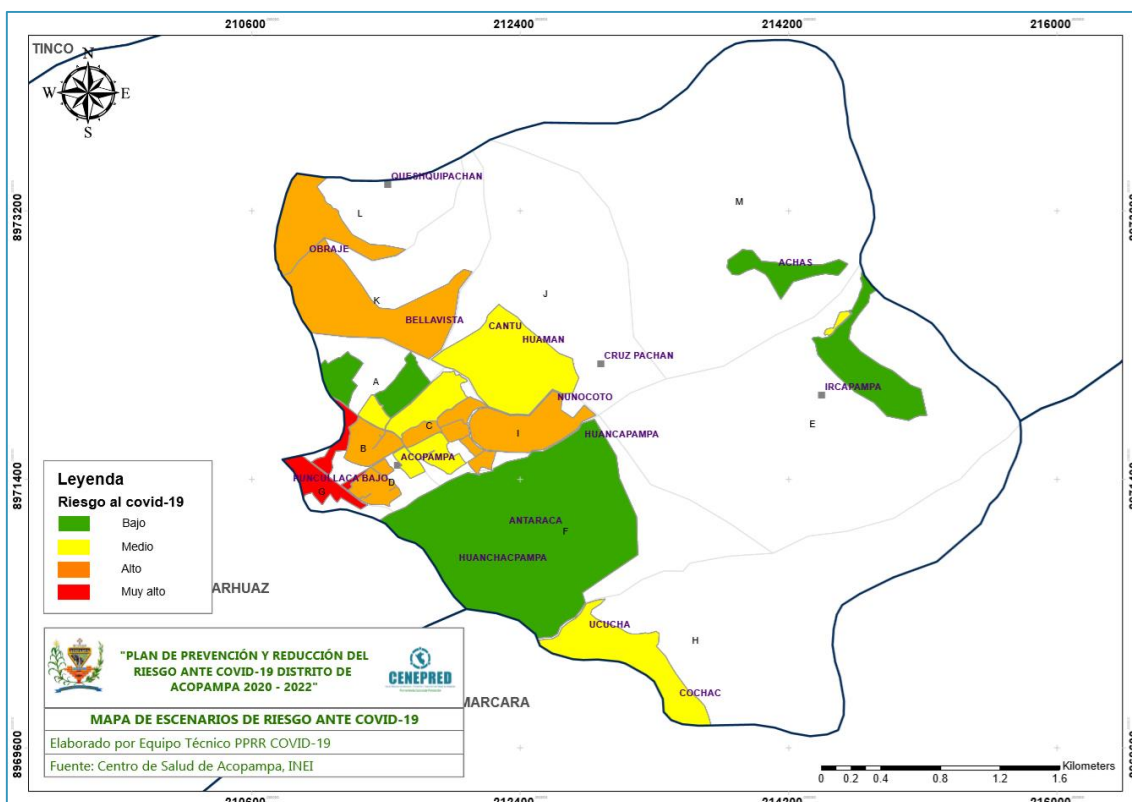 210600
212400
214200
216000
TINCO
N
W
E
S
QUESHQUIPACHAN
8973200
L
M
OBRAJE
ACHAS
K
J
BELLAVISTA
CANTU
HUAMAN
CRUZ PACHAN
A
IRCAPAMPA
NUNOCOTO
C
I
HUANCAPAMPA
E
B
ACOPAMPA
D
G
8971400
ANTARACA
F
HUANCHACPAMPA
Leyenda
Riesgo al covid-19
Bajo
Medio
Alto
Muy alto
ARHUAZ
UCUCHA
H
COCHAC
MARCARA
"PLAN DE PREVENCIÓN Y REDUCCIÓN DEL
RIESGO ANTE COVID-19 DISTRITO DE
ACOPAMPA 2020 - 2022"
CENEPRED
MAPA DE ESCENARIOS DE RIESGO ANTE COVID-19
Elaborado por Equipo Técnico PPRR COVID-19
Fuente: Centro de Salud de Acopampa, INEI
8969600
Kilometers
0 0.2 0.4 0.8 1.2 1.6
210600
212400
214200
216000